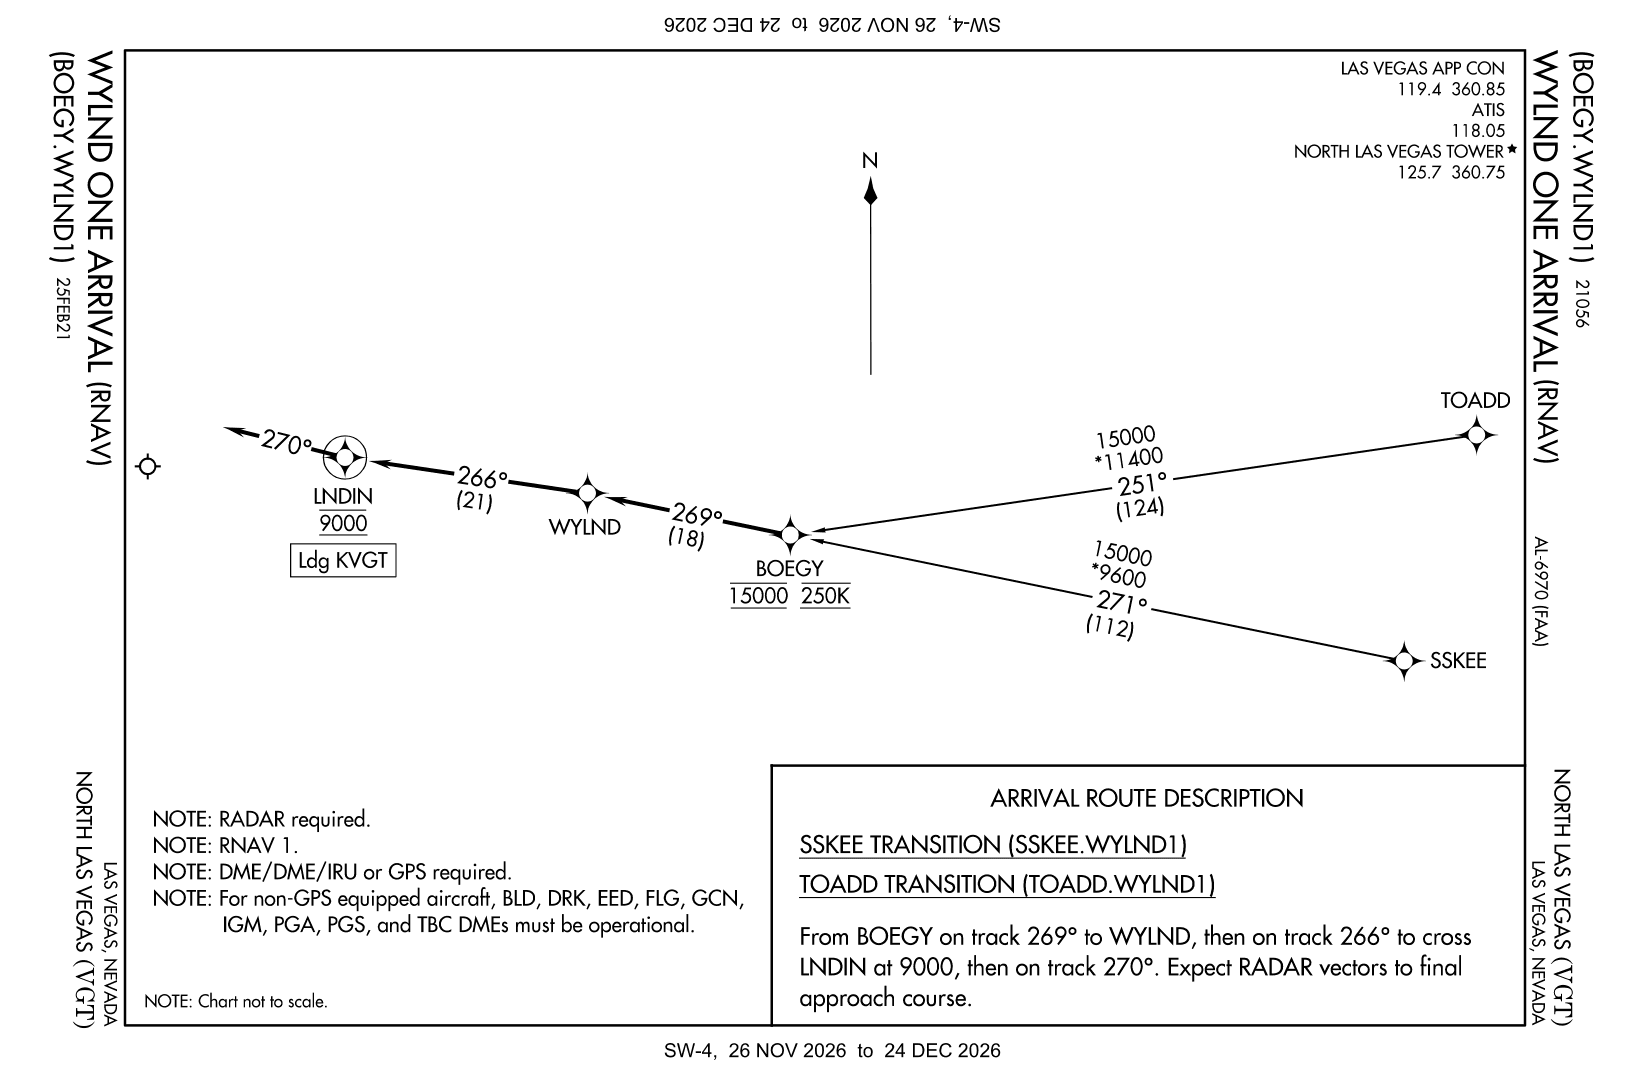 SW-4, 26 NOV 2026 to 24 DEC 2026
(BOEGY.WYLND1) 25FEB21
WYLND ONE ARRIVAL (RNAV)
NORTH LAS VEGAS (VGT)
LAS VEGAS, NEVADA
LAS VEGAS APP CON
119.4 360.85
ATIS
118.05
NORTH LAS VEGAS TOWER★
125.7 360.75
N
TOADD
15000
*11400
251°
(124)
270°
LNDIN
9000
Ldg KVGT
266°
(21)
WYLND
269°
(18)
BOEGY
15000 250K
15000
*9600
271°
(112)
SSKEE
NOTE: RADAR required.
NOTE: RNAV 1.
NOTE: DME/DME/IRU or GPS required.
NOTE: For non-GPS equipped aircraft, BLD, DRK, EED, FLG, GCN,
IGM, PGA, PGS, and TBC DMEs must be operational.
NOTE: Chart not to scale.
ARRIVAL ROUTE DESCRIPTION
SSKEE TRANSITION (SSKEE.WYLND1)
TOADD TRANSITION (TOADD.WYLND1)
From BOEGY on track 269° to WYLND, then on track 266° to cross
LNDIN at 9000, then on track 270°. Expect RADAR vectors to final
approach course.
(BOEGY.WYLND1) 21056
WYLND ONE ARRIVAL (RNAV)
AL-6970 (FAA)
NORTH LAS VEGAS (VGT)
LAS VEGAS, NEVADA
SW-4, 26 NOV 2026 to 24 DEC 2026